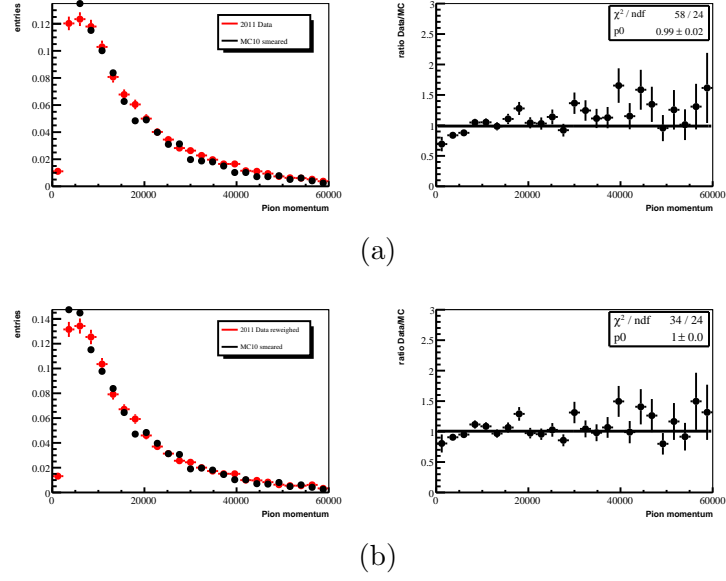 entries
0.12
0.1
0.08
0.06
0.04
0.02
0
0 20000 40000 60000
Pion momentum
2011 Data
MC10 smeared
ratio Data/MC
3
2.5
2
1.5
1
0.5
0
0 20000 40000 60000
Pion momentum
χ² / ndf 58 / 24
p0 0.99 ± 0.02
(a)
entries
0.14
0.12
0.1
0.08
0.06
0.04
0.02
0
0 20000 40000 60000
Pion momentum
2011 Data reweighed
MC10 smeared
ratio Data/MC
3
2.5
2
1.5
1
0.5
0
0 20000 40000 60000
Pion momentum
χ² / ndf 34 / 24
p0 1 ± 0.0
(b)